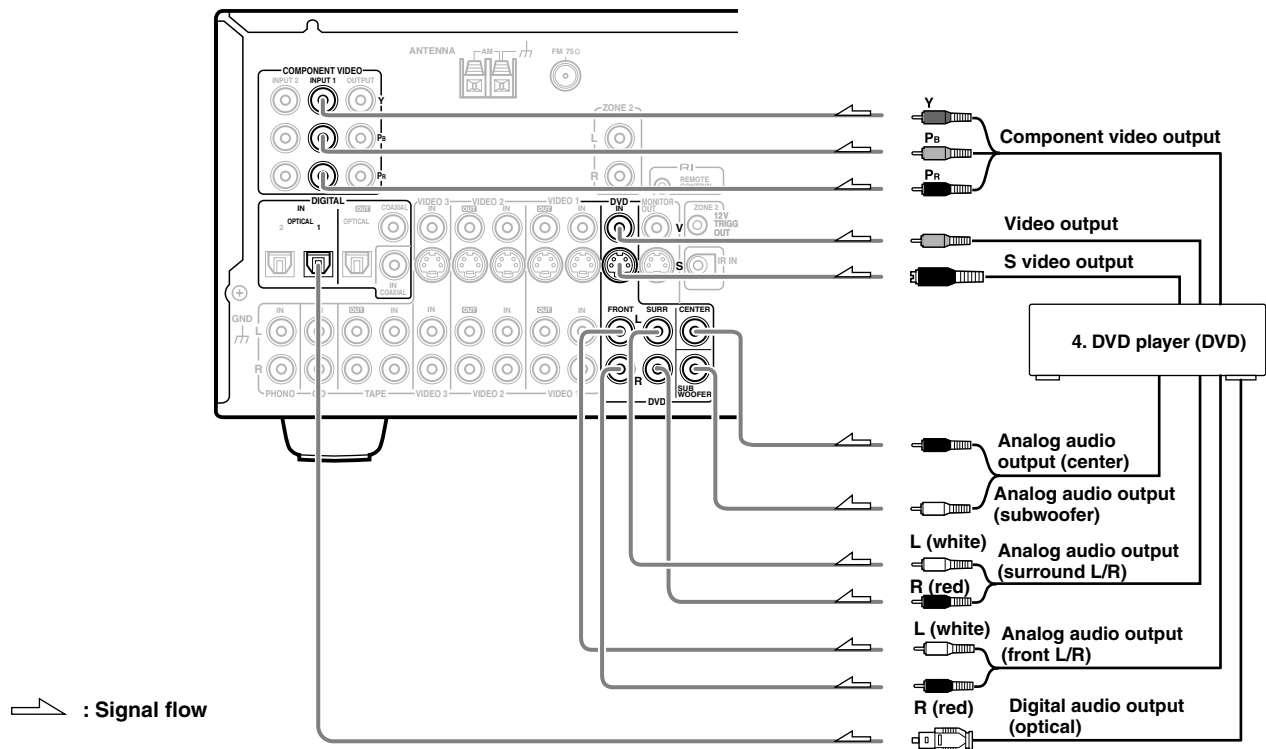 ANTENNA
AM
FM 75Ω
COMPONENT VIDEO
INPUT 2 INPUT 1 OUTPUT
Y
PB
PR
ZONE 2
L
R
RI
REMOTE
CONTROL
DIGITAL
IN
OPTICAL
2 1
OUT
OPTICAL
COAXIAL
IN
COAXIAL
VIDEO 3 VIDEO 2 VIDEO 1 DVD MONITOR
OUT
IN OUT IN OUT IN IN
V
S
ZONE 2
12V
TRIGG
OUT
IR IN
GND
IN IN OUT IN IN OUT IN OUT IN
L
R
FRONT SURR CENTER
L
R
SUB
WOOFER
PHONO CD TAPE VIDEO 3 VIDEO 2 VIDEO 1
DVD
Y
PB
PR
Component video output
Video output
S video output
4. DVD player (DVD)
Analog audio
output (center)
Analog audio output
(subwoofer)
L (white)
R (red)
Analog audio output
(surround L/R)
L (white)
Analog audio output
(front L/R)
R (red)
Digital audio output
(optical)
: Signal flow